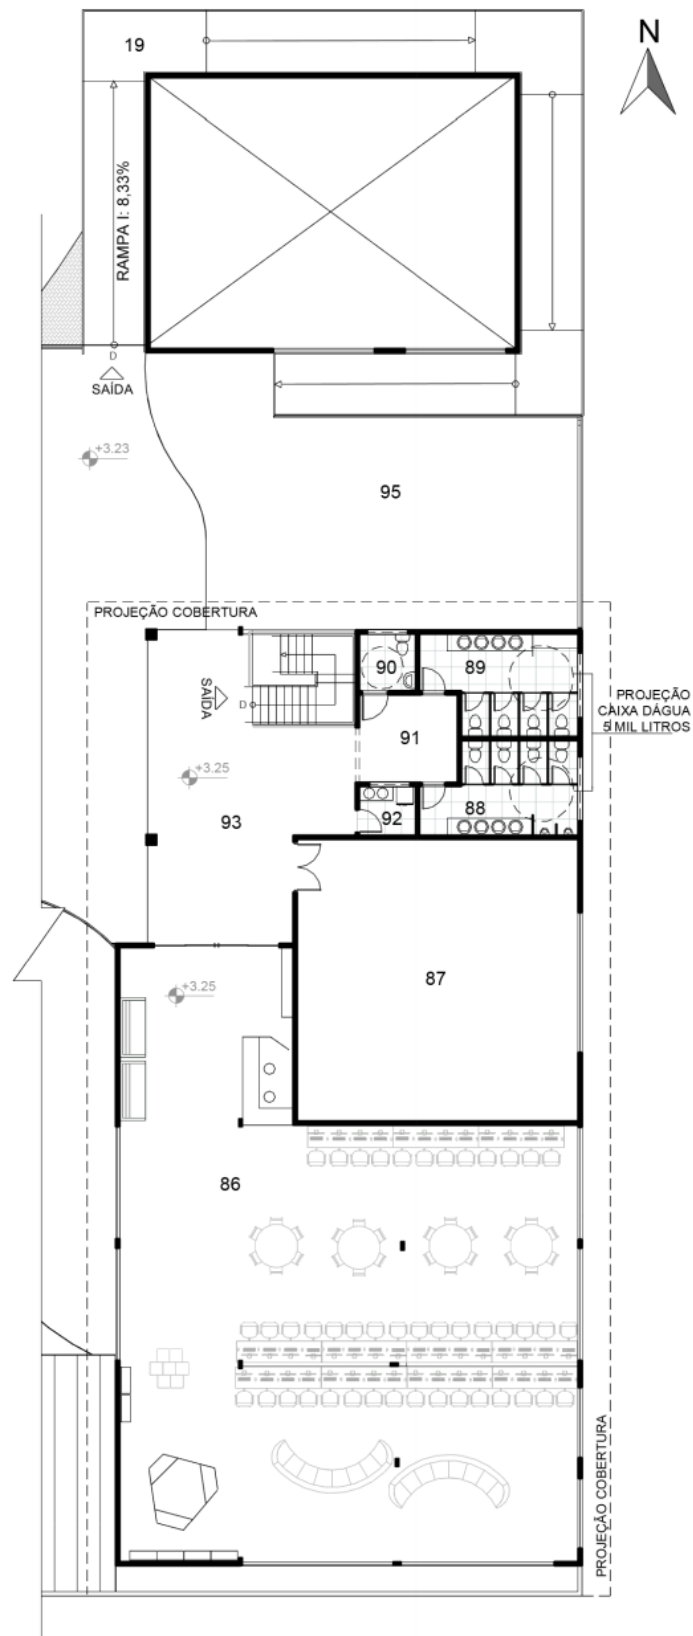 N
19
RAMPA I: 8,33%
D
SAÍDA
+3.23
95
PROJEÇÃO COBERTURA
90
89
SAÍDA
D
PROJEÇÃO
CAIXA DÁGUA
5 MIL LITROS
91
+3.25
93
92
88
87
+3.25
86
PROJEÇÃO COBERTURA